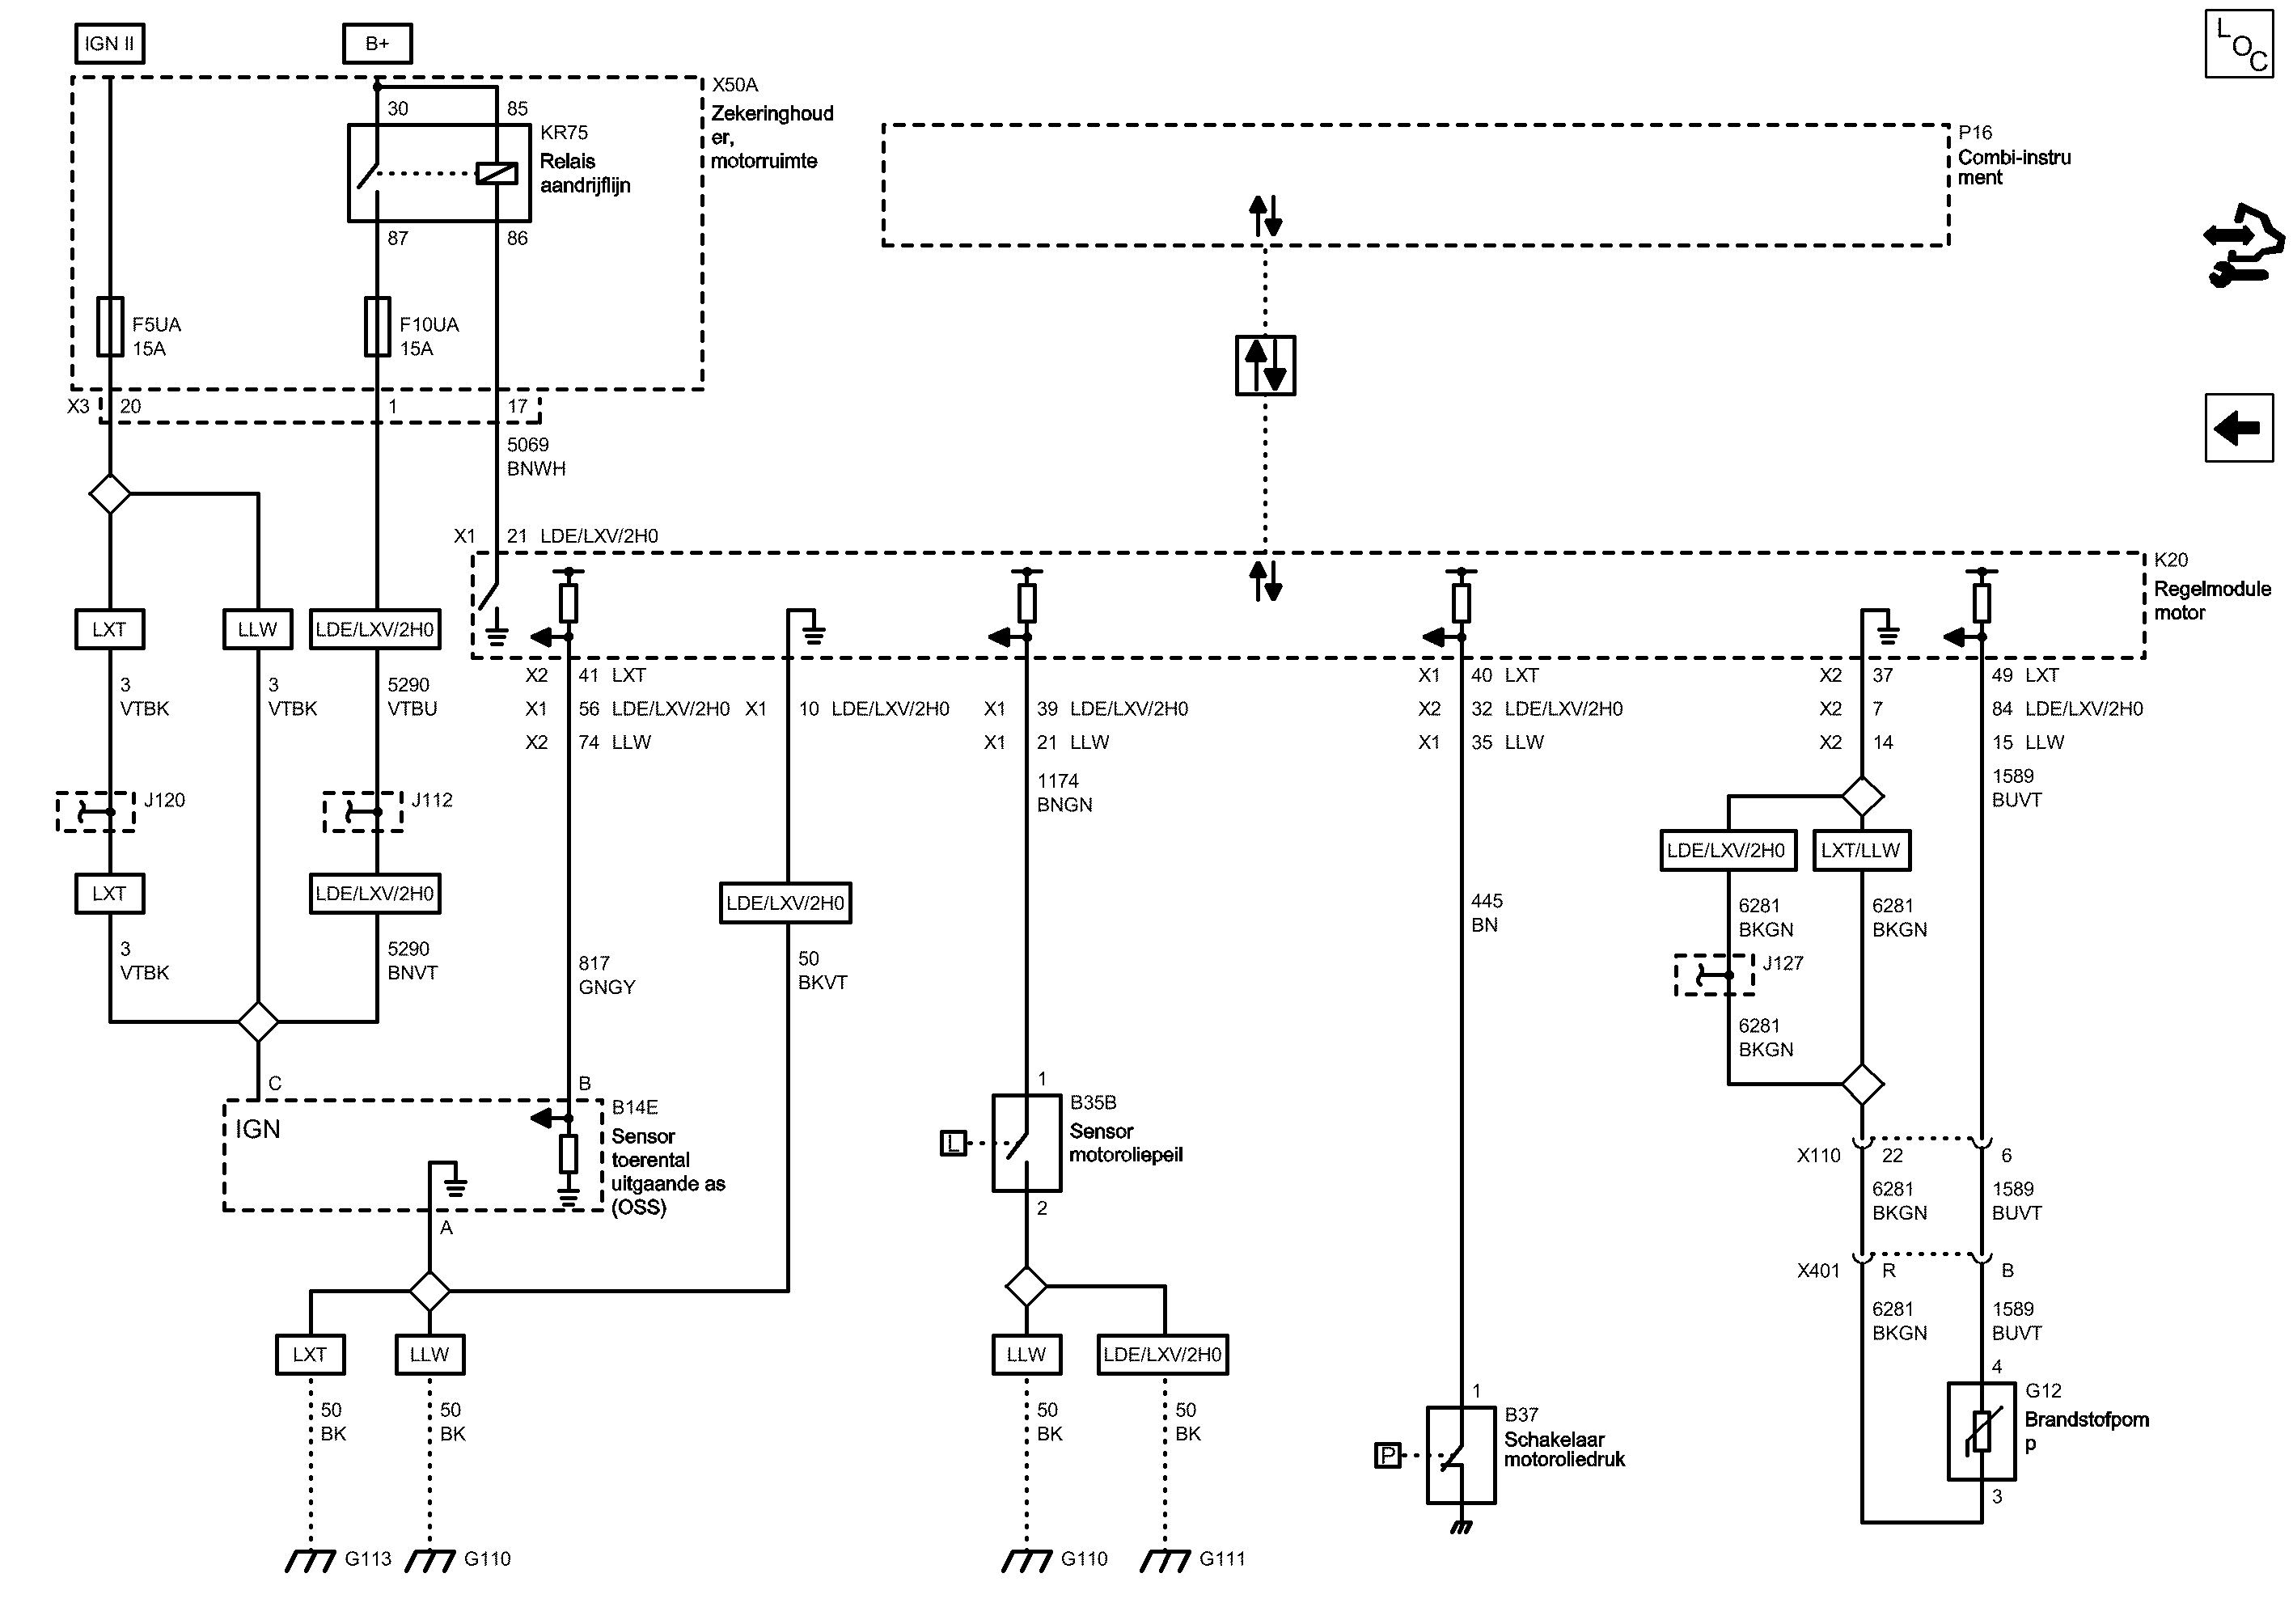 IGN II
B+
LOC
X50A
Zekeringhoud
er,
motorruimte
30
85
KR75
Relais
aandrijflijn
87
86
P16
Combi-instru
ment
F5UA
15A
F10UA
15A
X3
20
1
17
5069
BNWH
X1
21
LDE/LXV/2H0
K20
Regelmodule
motor
LXT
LLW
LDE/LXV/2H0
3
VTBK
3
VTBK
5290
VTBU
X2 41 LXT
X1 56 LDE/LXV/2H0
X2 74 LLW
X1 10 LDE/LXV/2H0
X1 39 LDE/LXV/2H0
X1 21 LLW
1174
BNGN
X1 40 LXT
X2 32 LDE/LXV/2H0
X1 35 LLW
X2 37
X2 7
X2 14
49 LXT
84 LDE/LXV/2H0
15 LLW
1589
BUVT
J120
J112
LXT
LDE/LXV/2H0
LDE/LXV/2H0
LDE/LXV/2H0
LXT/LLW
3
VTBK
5290
BNVT
817
GNGY
50
BKVT
445
BN
6281
BKGN
6281
BKGN
J127
6281
BKGN
C
B
IGN
B14E
Sensor
toerental
uitgaande as
(OSS)
A
1
L
B35B
Sensor
motoroliepeil
2
X110
22
6
6281
BKGN
1589
BUVT
X401
R
B
6281
BKGN
1589
BUVT
LXT
LLW
LLW
LDE/LXV/2H0
50
BK
50
BK
50
BK
50
BK
1
P
B37
Schakelaar
motoroliedruk
4
G12
Brandstofpom
p
3
G113
G110
G110
G111